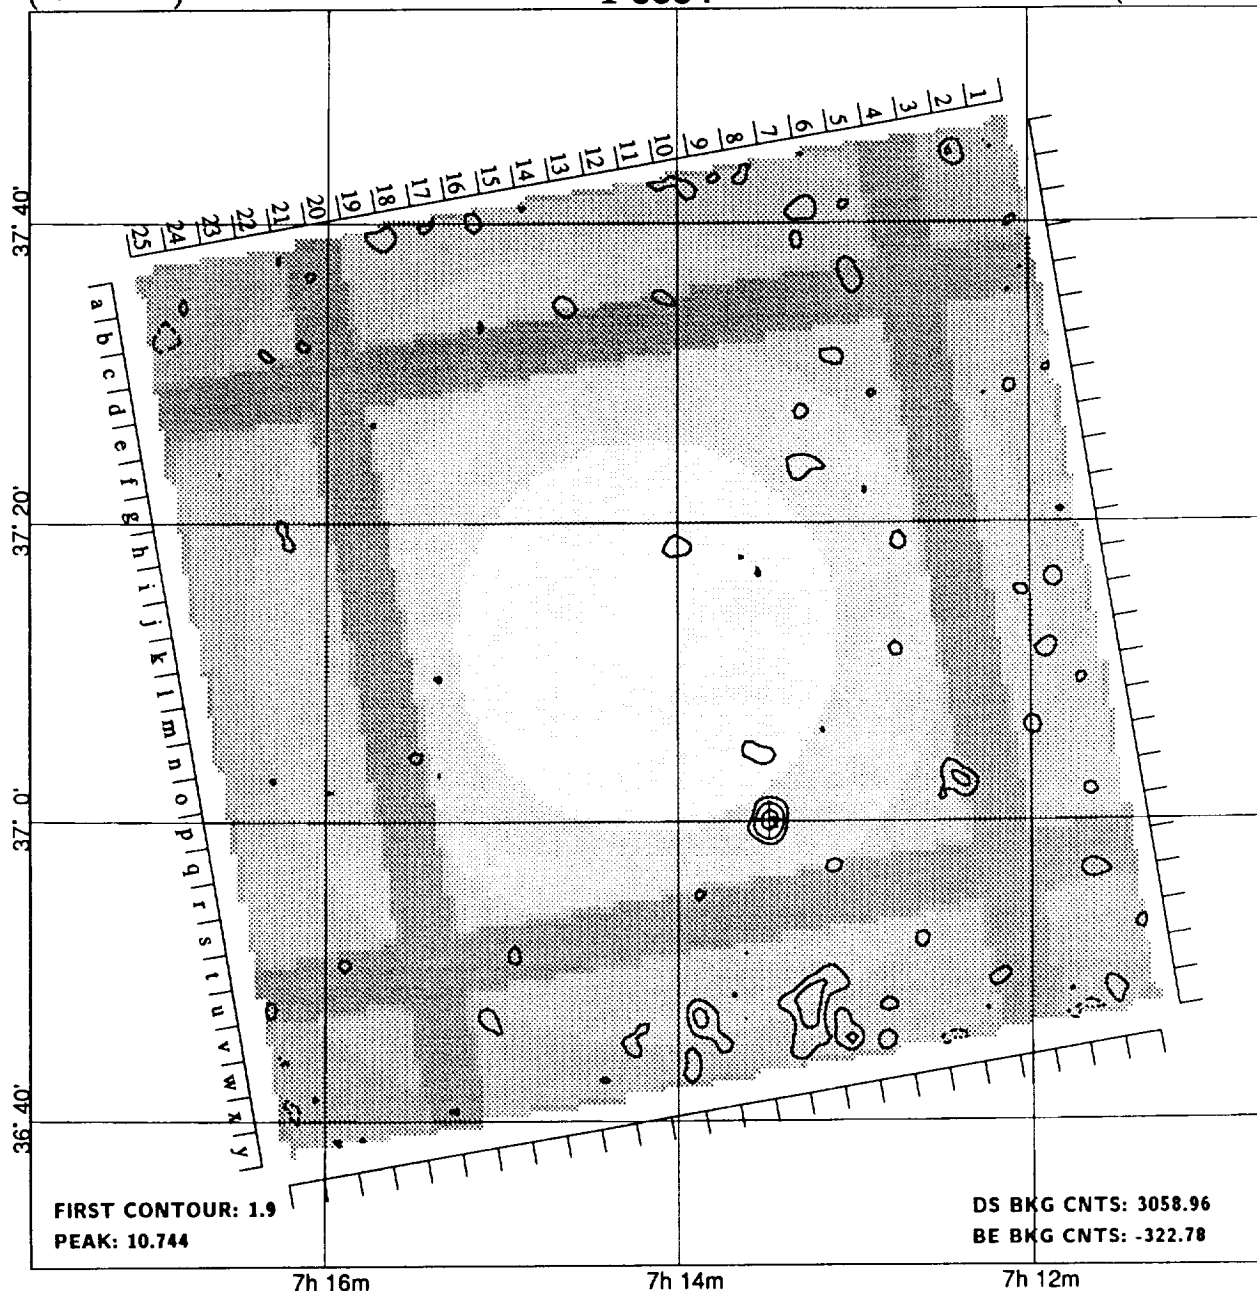 1 2 3 4 5 6 7 8 9 10 11 12 13 14 15 16 17 18 19 20 21 22 23 24 25
37° 40'
a b c d e f g h i j k l m n o p q r s t u v w x y
37° 20'
37° 0'
36° 40'
FIRST CONTOUR: 1.9
PEAK: 10.744
DS BKG CNTS: 3058.96
BE BKG CNTS: -322.78
7h 16m 7h 14m 7h 12m